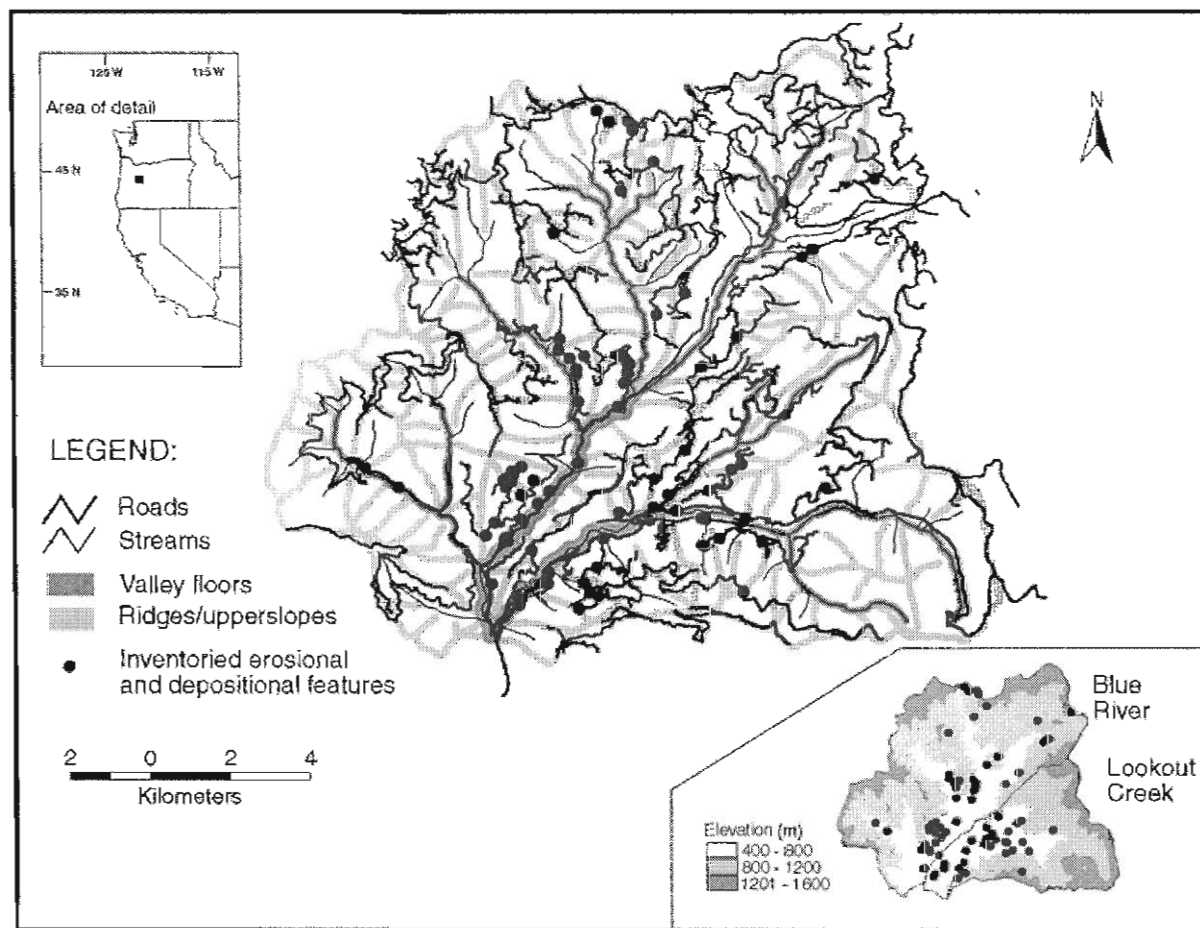 125 W 115 W
Area of detail
45 N
35 N
N
LEGEND:
Roads
Streams
Valley floors
Ridges/upperslopes
Inventoried erosional
and depositional features
2 0 2 4
Kilometers
Blue
River
Lookout
Creek
Elevation (m)
400 - 800
800 - 1200
1201 - 1600